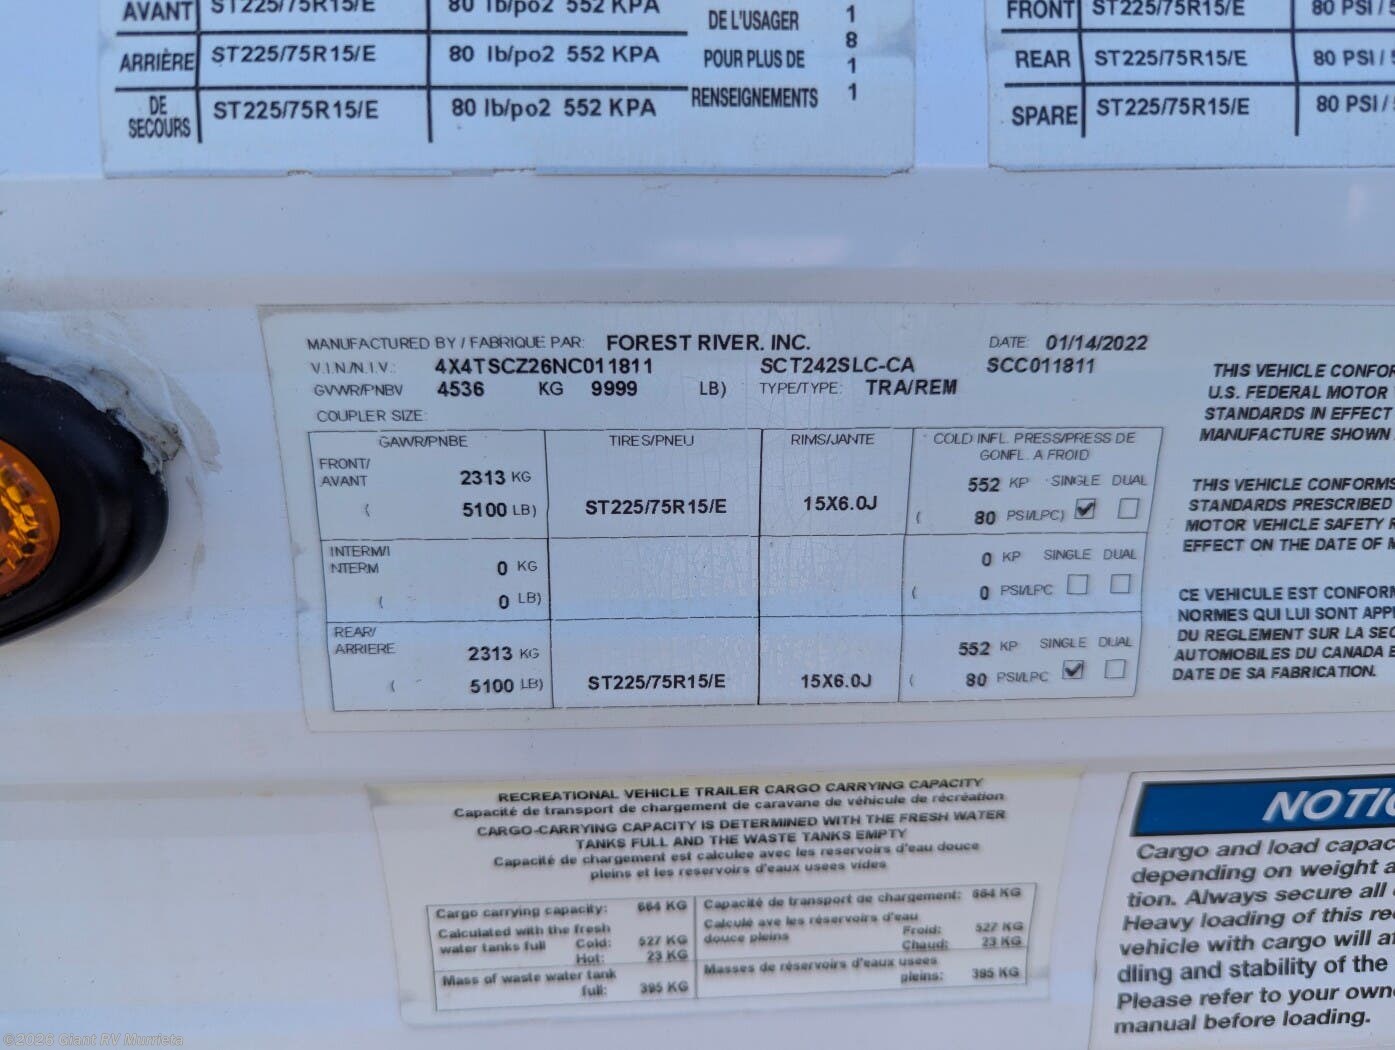 AVANT ST225/75R15/E 80 lb/po2 552 KPA
ARRIÈRE ST225/75R15/E 80 lb/po2 552 KPA
DE SECOURS ST225/75R15/E 80 lb/po2 552 KPA
DE L'USAGER
POUR PLUS DE
RENSEIGNEMENTS
1
8
1
1
FRONT ST225/75R15/E 80 PSI /
REAR ST225/75R15/E 80 PSI /
SPARE ST225/75R15/E 80 PSI /
MANUFACTURED BY / FABRIQUE PAR: FOREST RIVER. INC. DATE: 01/14/2022
V.I.N/N.I.V.: 4X4TSCZ26NC011811 SCT242SLC-CA SCC011811
GVWR/PNBV 4536 KG 9999 LB) TYPE/TYPE: TRA/REM
COUPLER SIZE:
GAWR/PNBE TIRES/PNEU RIMS/JANTE COLD INFL. PRESS/PRESS DE
GONFL. A FROID
FRONT/
AVANT 2313 KG 552 KP SINGLE DUAL
( 5100 LB) ST225/75R15/E 15X6.0J ( 80 PSI/LPC)
INTERM/I
NTERM 0 KG 0 KP SINGLE DUAL
( 0 LB) ( 0 PSI/LPC
REAR/
ARRIERE 2313 KG 552 KP SINGLE DUAL
( 5100 LB) ST225/75R15/E 15X6.0J ( 80 PSI/LPC
THIS VEHICLE CONFOR
U.S. FEDERAL MOTOR
STANDARDS IN EFFECT
MANUFACTURE SHOWN
THIS VEHICLE CONFORMS
STANDARDS PRESCRIBED
MOTOR VEHICLE SAFETY R
EFFECT ON THE DATE OF M
CE VEHICULE EST CONFORM
NORMES QUI LUI SONT APP
DU REGLEMENT SUR LA SEC
AUTOMOBILES DU CANADA E
DATE DE SA FABRICATION.
RECREATIONAL VEHICLE TRAILER CARGO CARRYING CAPACITY
Capacité de transport de chargement de caravane de véhicule de récréation
CARGO-CARRYING CAPACITY IS DETERMINED WITH THE FRESH WATER
TANKS FULL AND THE WASTE TANKS EMPTY
Capacité de chargement est calculee avec les reservoirs d'eau douce
pleins et les reservoirs d'eaux usees vides
Cargo carrying capacity: 664 KG
Calculated with the fresh
water tanks full Cold: 527 KG
Hot: 23 KG
Mass of waste water tank
full: 395 KG
Capacité de transport de chargement: 664 KG
Calculé ave les réservoirs d'eau
douce pleins Froid: 527 KG
Chaud: 23 KG
Masses de réservoirs d'eaux usees
pleins: 395 KG
NOTIC
Cargo and load capac
depending on weight a
tion. Always secure all
Heavy loading of this re
vehicle with cargo will af
dling and stability of the
Please refer to your own
manual before loading.
©2025 Giant RV Murrieta